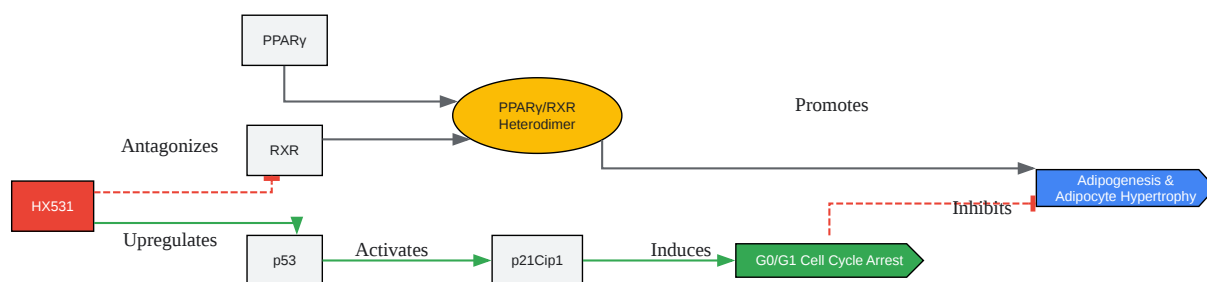 PPARγ
PPARγ/RXR
Heterodimer
Promotes
Antagonizes
RXR
Adipogenesis &
Adipocyte Hypertrophy
HX531
Inhibits
Upregulates
Activates
Induces
p53
p21Cip1
G0/G1 Cell Cycle Arrest